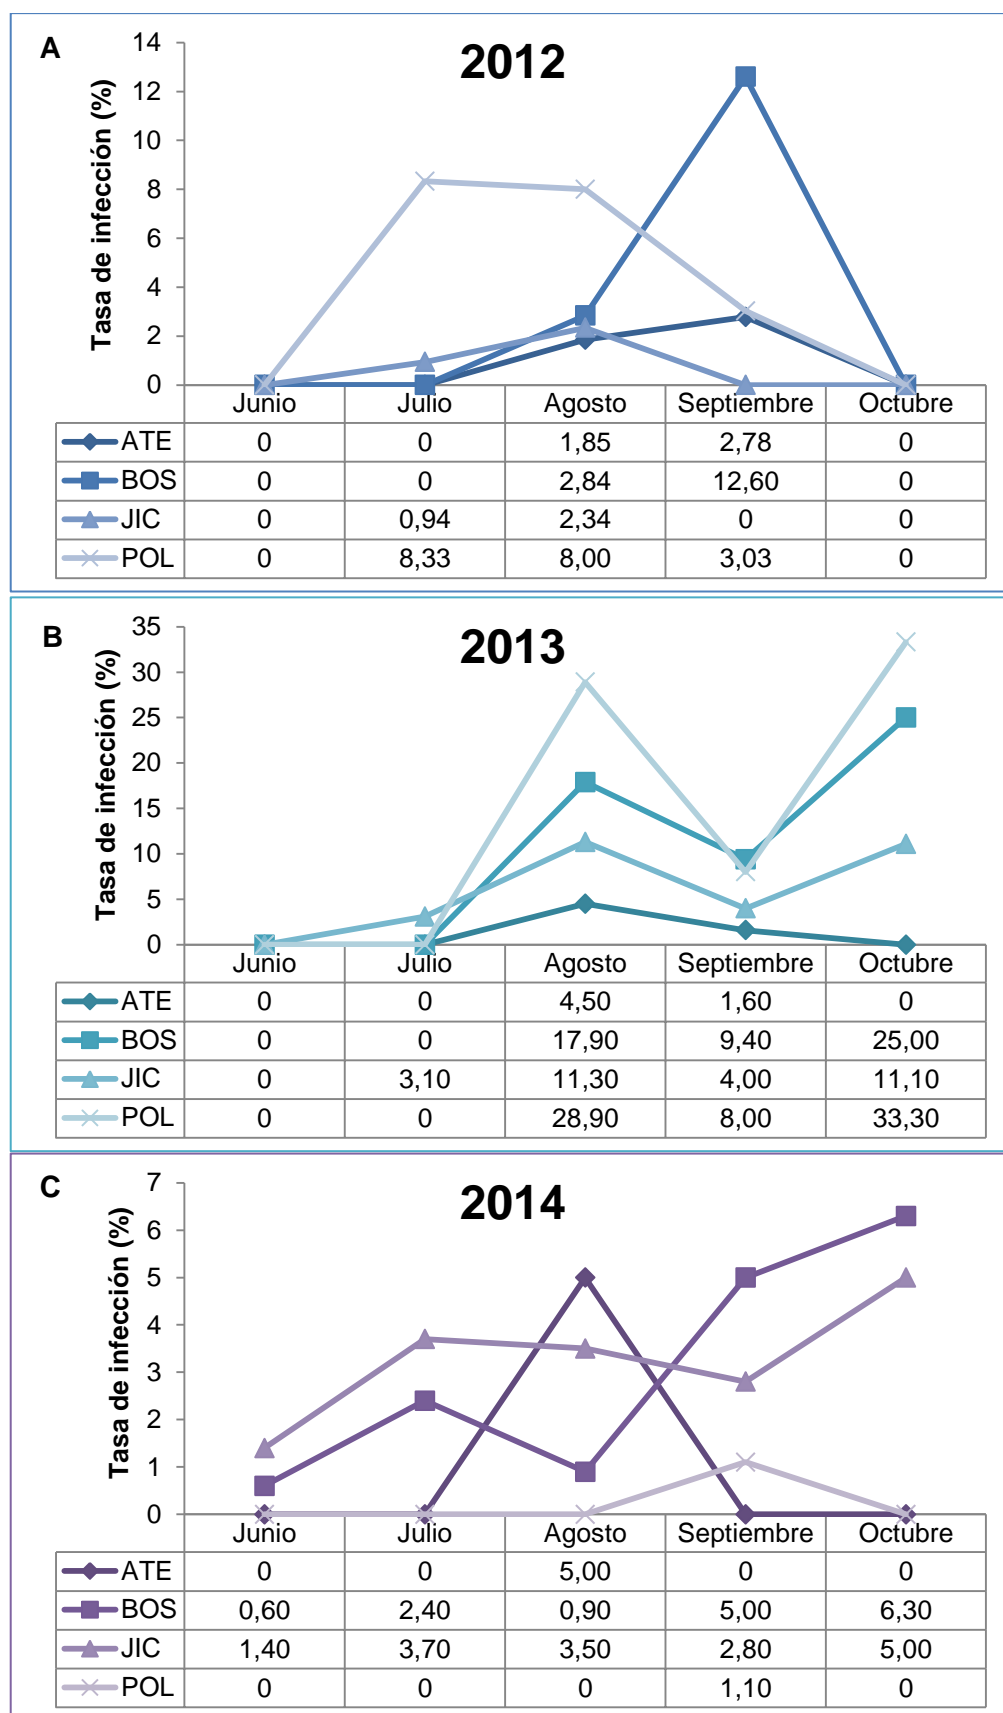 A
2012
Tasa de infección (%)
14
12
10
8
6
4
2
0
Junio Julio Agosto Septiembre Octubre
ATE 0 0 1,85 2,78 0
BOS 0 0 2,84 12,60 0
JIC 0 0,94 2,34 0 0
POL 0 8,33 8,00 3,03 0
B
2013
Tasa de infección (%)
35
30
25
20
15
10
5
0
Junio Julio Agosto Septiembre Octubre
ATE 0 0 4,50 1,60 0
BOS 0 0 17,90 9,40 25,00
JIC 0 3,10 11,30 4,00 11,10
POL 0 0 28,90 8,00 33,30
C
2014
Tasa de infección (%)
7
6
5
4
3
2
1
0
Junio Julio Agosto Septiembre Octubre
ATE 0 0 5,00 0 0
BOS 0,60 2,40 0,90 5,00 6,30
JIC 1,40 3,70 3,50 2,80 5,00
POL 0 0 0 1,10 0